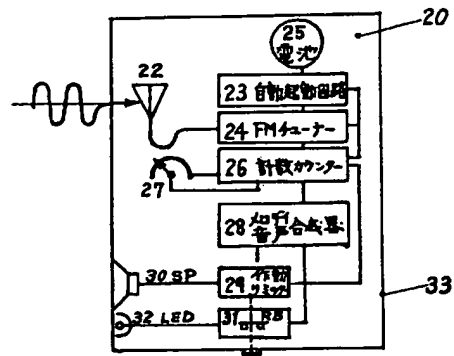 20
25
電池
22
23 自動起動回路
24 FMチューナー
26 計数カウンター
27
28 メロディ
音声合成器
30 SP
29 作動
リミッタ
33
32 LED
31 RB